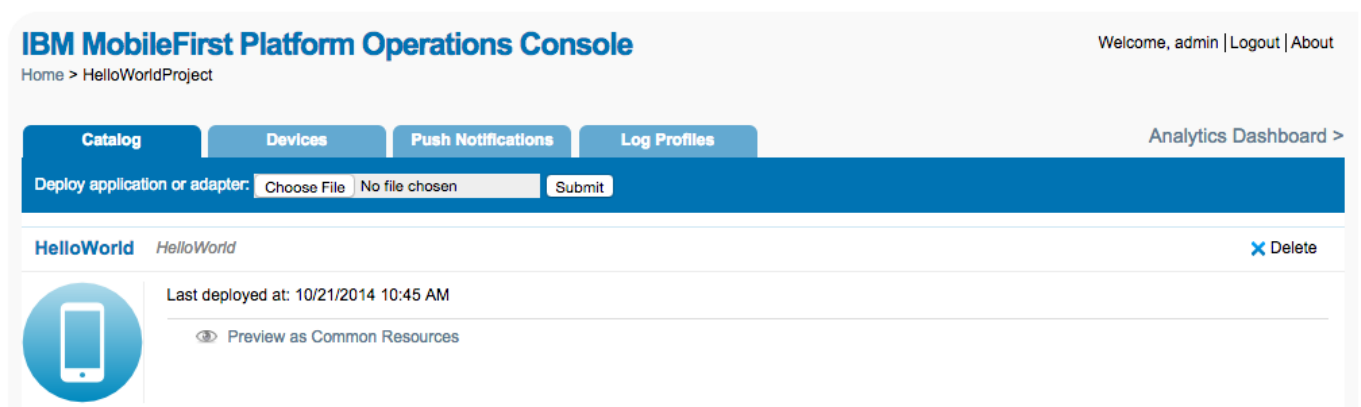 IBM MobileFirst Platform Operations Console
Welcome, admin | Logout | About
Home > HelloWorldProject
Catalog Devices Push Notifications Log Profiles
Analytics Dashboard >
Deploy application or adapter: Choose File No file chosen Submit
HelloWorld HelloWorld Delete
Last deployed at: 10/21/2014 10:45 AM
Preview as Common Resources